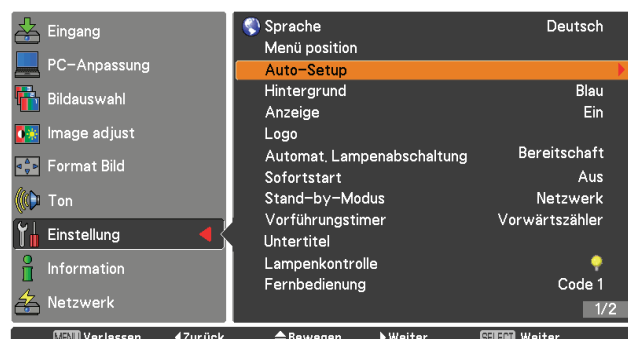 Eingang
PC-Anpassung
Bildauswahl
Image adjust
Format Bild
Ton
Einstellung
Information
Netzwerk
Sprache Deutsch
Menü position
Auto-Setup
Hintergrund Blau
Anzeige Ein
Logo
Automat. Lampenabschaltung Bereitschaft
Sofortstart Aus
Stand-by-Modus Netzwerk
Vorführungstimer Vorwärtszähler
Untertitel
Lampenkontrolle
Fernbedienung Code 1
1/2
MENU Verlassen Zurück Bewegen Weiter SELECT Weiter